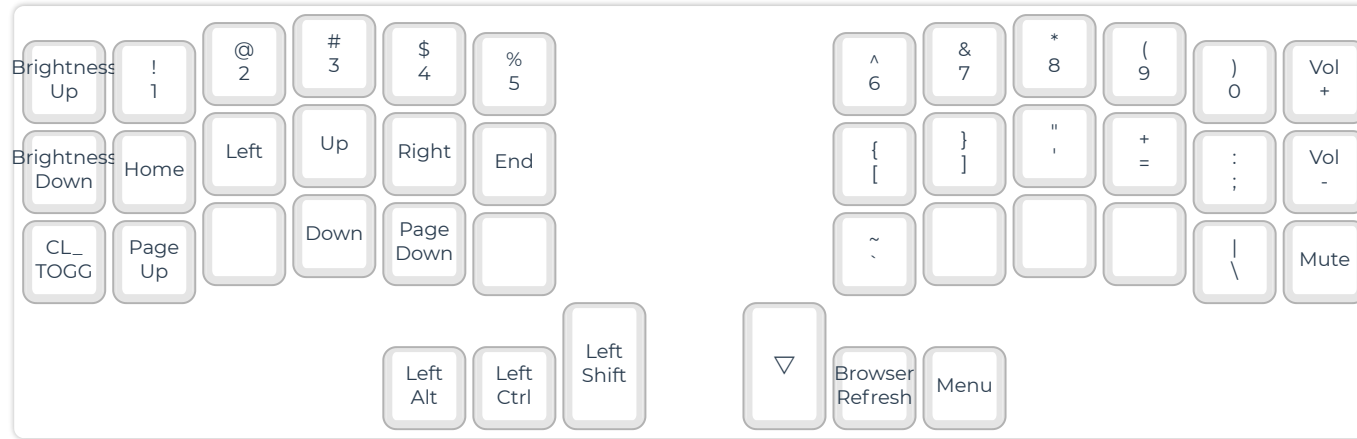 Brightness
Up
!
1
@
2
#
3
$
4
%
5
^
6
&
7
*
8
(
9
)
0
Vol
+
Brightness
Down
Home
Left
Up
Right
End
{
[
}
]
"
'
+
=
:
;
Vol
-
CL_
TOGG
Page
Up
Down
Page
Down
~
`
|
\
Mute
Left
Alt
Left
Ctrl
Left
Shift
▽
Browser
Refresh
Menu